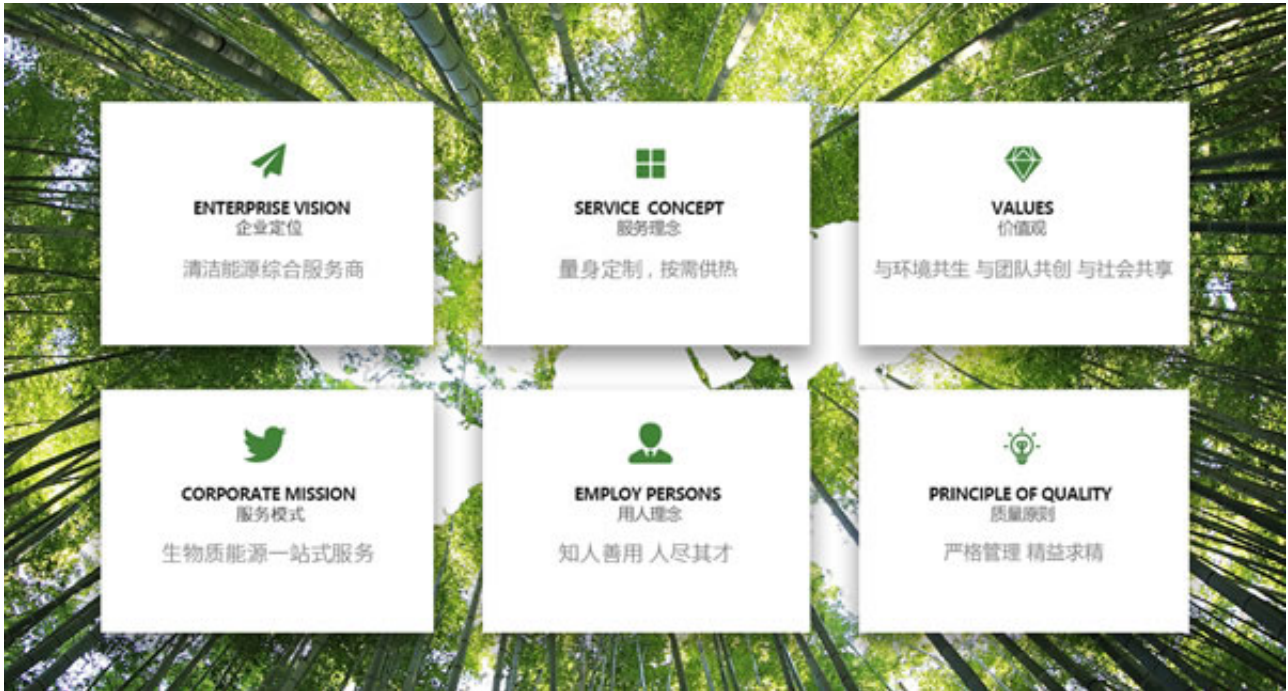 ENTERPRISE VISION
企业定位
清洁能源综合服务商
SERVICE CONCEPT
服务理念
量身定制，按需供热
VALUES
价值观
与环境共生 与团队共创 与社会共享
CORPORATE MISSION
服务模式
生物质能源一站式服务
EMPLOY PERSONS
用人理念
知人善用 人尽其才
PRINCIPLE OF QUALITY
质量原则
严格管理 精益求精